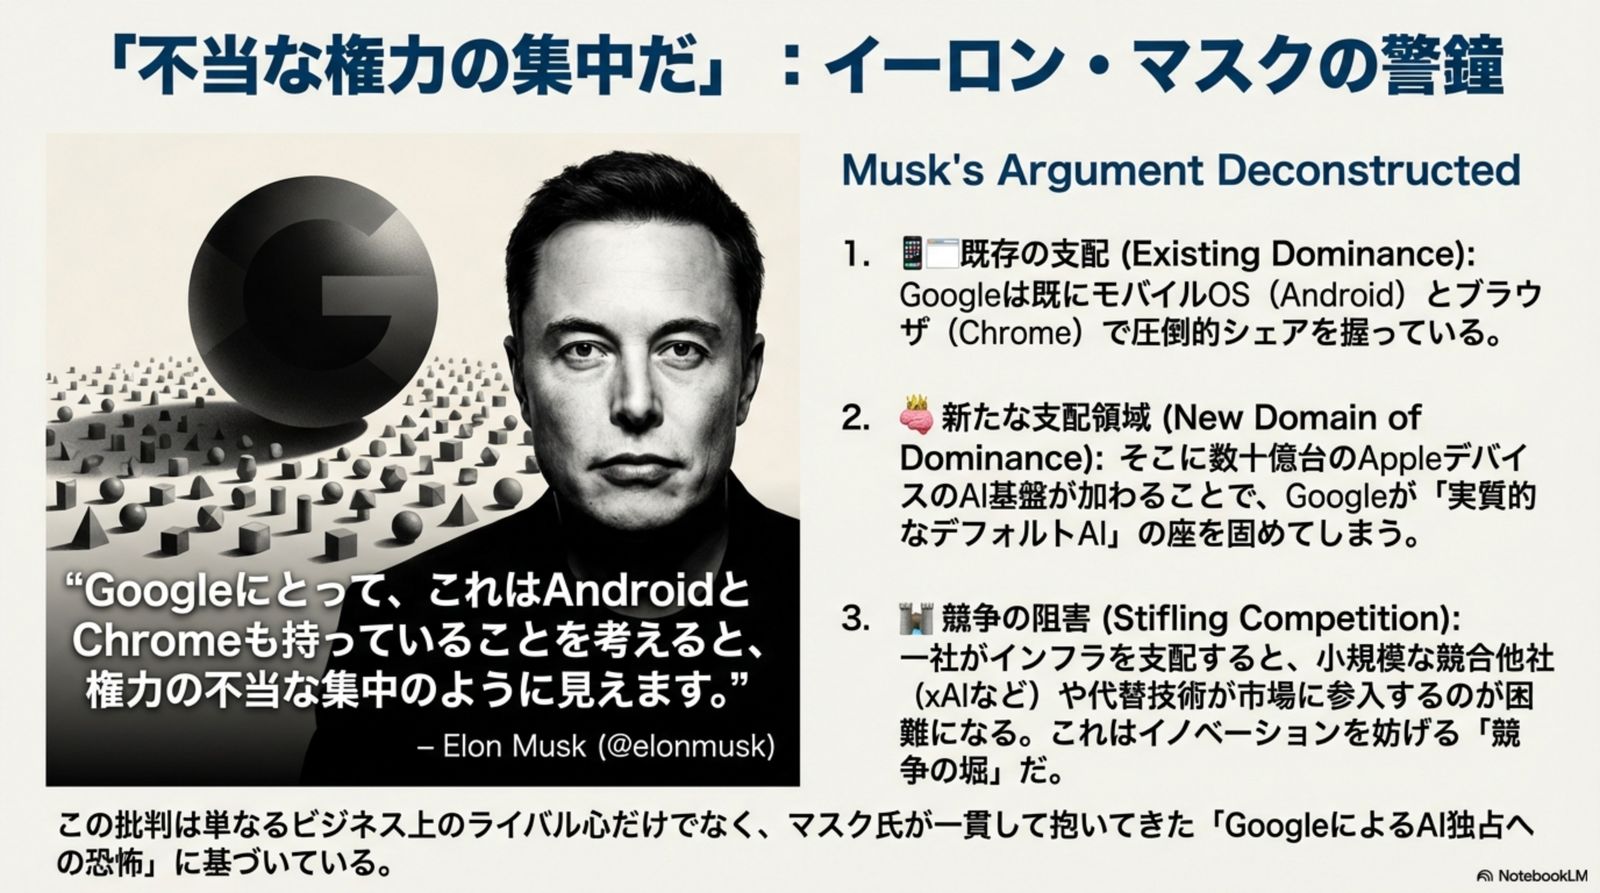 「不当な権力の集中だ」：イーロン・マスクの警鐘
“Googleにとって、これはAndroidと
Chromeも持っていることを考えると、
権力の不当な集中のように見えます。”
– Elon Musk (@elonmusk)
Musk's Argument Deconstructed
1. 既存の支配 (Existing Dominance):
Googleは既にモバイルOS（Android）とブラウ
ザ（Chrome）で圧倒的シェアを握っている。
2. 新たな支配領域 (New Domain of
Dominance): そこに数十億台のAppleデバイ
スのAI基盤が加わることで、Googleが「実質的
なデフォルトAI」の座を固めてしまう。
3. 競争の阻害 (Stifling Competition):
一社がインフラを支配すると、小規模な競合他社
（xAIなど）や代替技術が市場に参入するのが困
難になる。これはイノベーションを妨げる「競
争の堀」だ。
この批判は単なるビジネス上のライバル心だけでなく、マスク氏が一貫して抱いてきた「GoogleによるAI独占へ
の恐怖」に基づいている。
NotebookLM